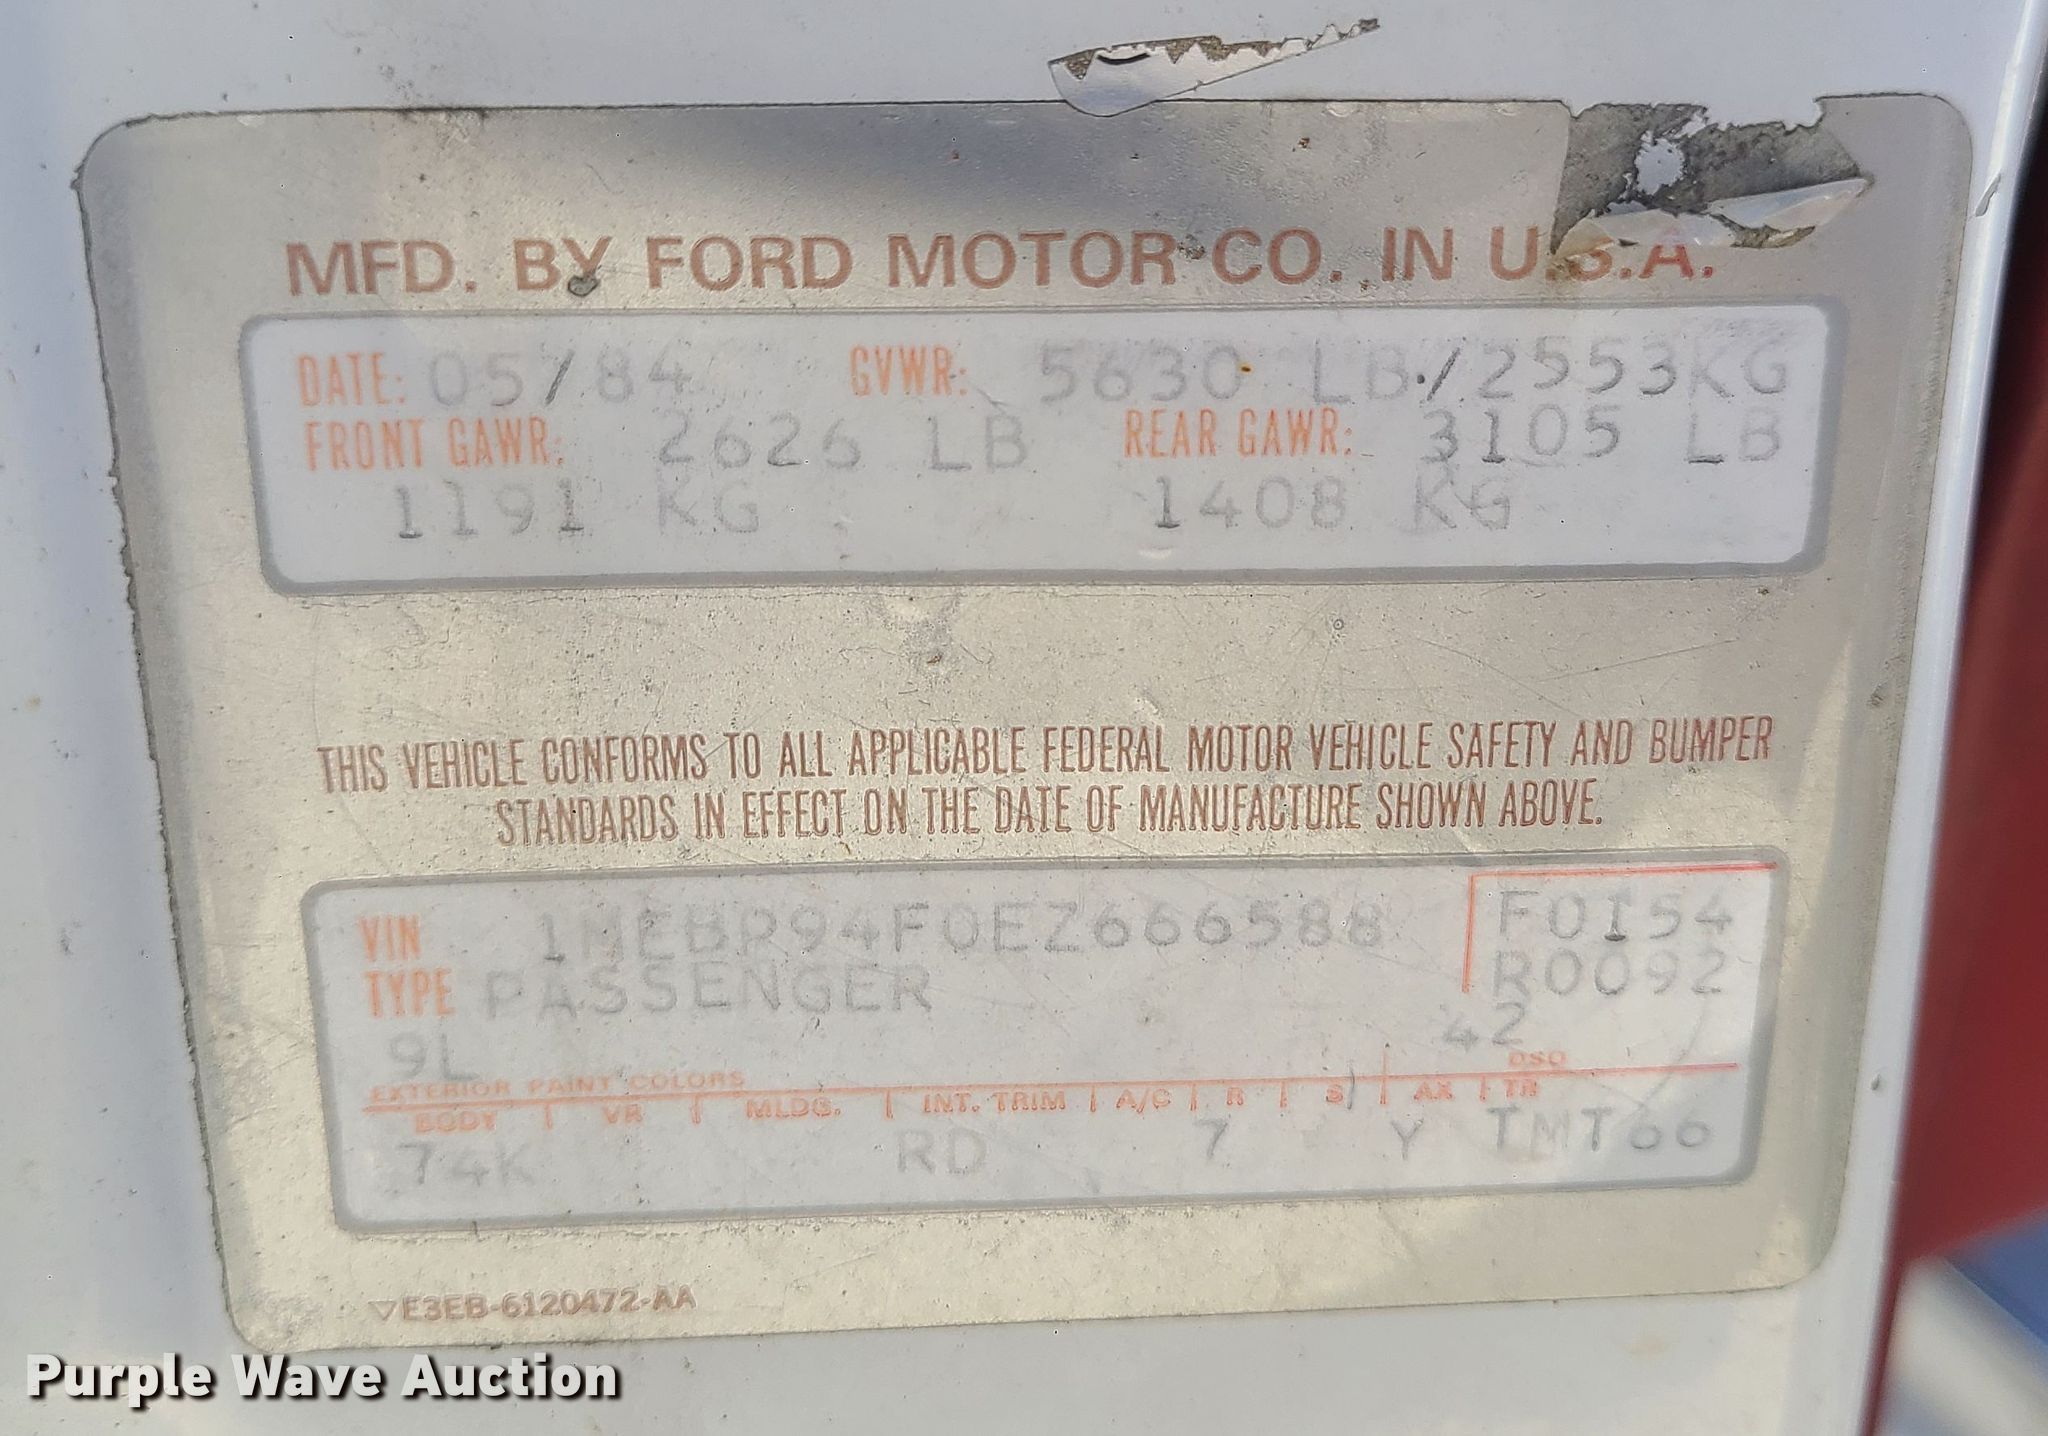 MFD. BY FORD MOTOR CO. IN U.S.A.
DATE: 05/84 GVWR: 5630 LB./2553KG
FRONT GAWR: 2626 LB REAR GAWR: 3105 LB
1191 KG 1408 KG
THIS VEHICLE CONFORMS TO ALL APPLICABLE FEDERAL MOTOR VEHICLE SAFETY AND BUMPER
STANDARDS IN EFFECT ON THE DATE OF MANUFACTURE SHOWN ABOVE.
VIN 1MEBP94F0EZ666588 F0154
TYPE PASSENGER R0092
42
9L
EXTERIOR PAINT COLORS DSO
BODY | VR | MLDG. | INT. TRIM | A/C | R | S | AX | TR
74K RD 7 Y TMT66
▽E3EB-6120472-AA
Purple Wave Auction